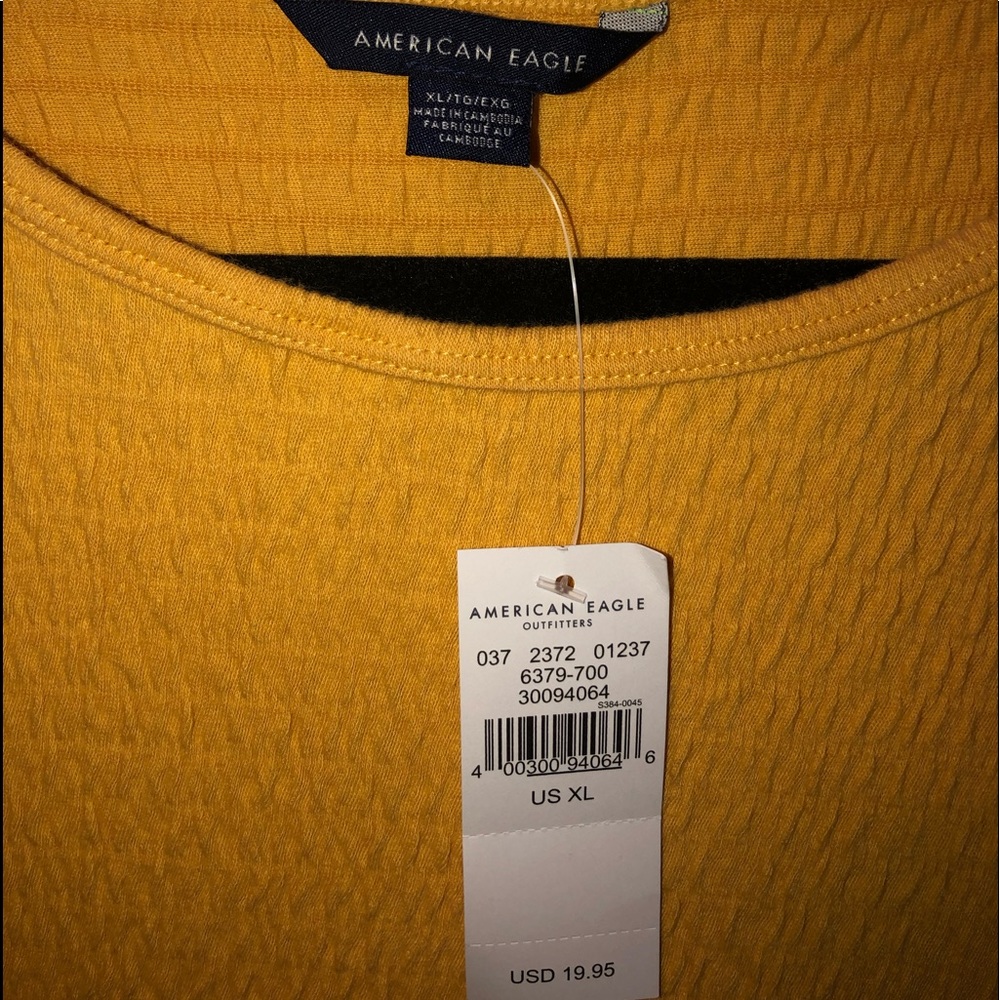 AMERICAN EAGLE
XL/TG/EXG
MADE IN CAMBODIA
FABRIQUÉ AU
CAMBODGE
AMERICAN EAGLE
OUTFITTERS
037 2372 01237
6379-700
30094064
S384-0045
4 00300 94064 6
US XL
USD 19.95